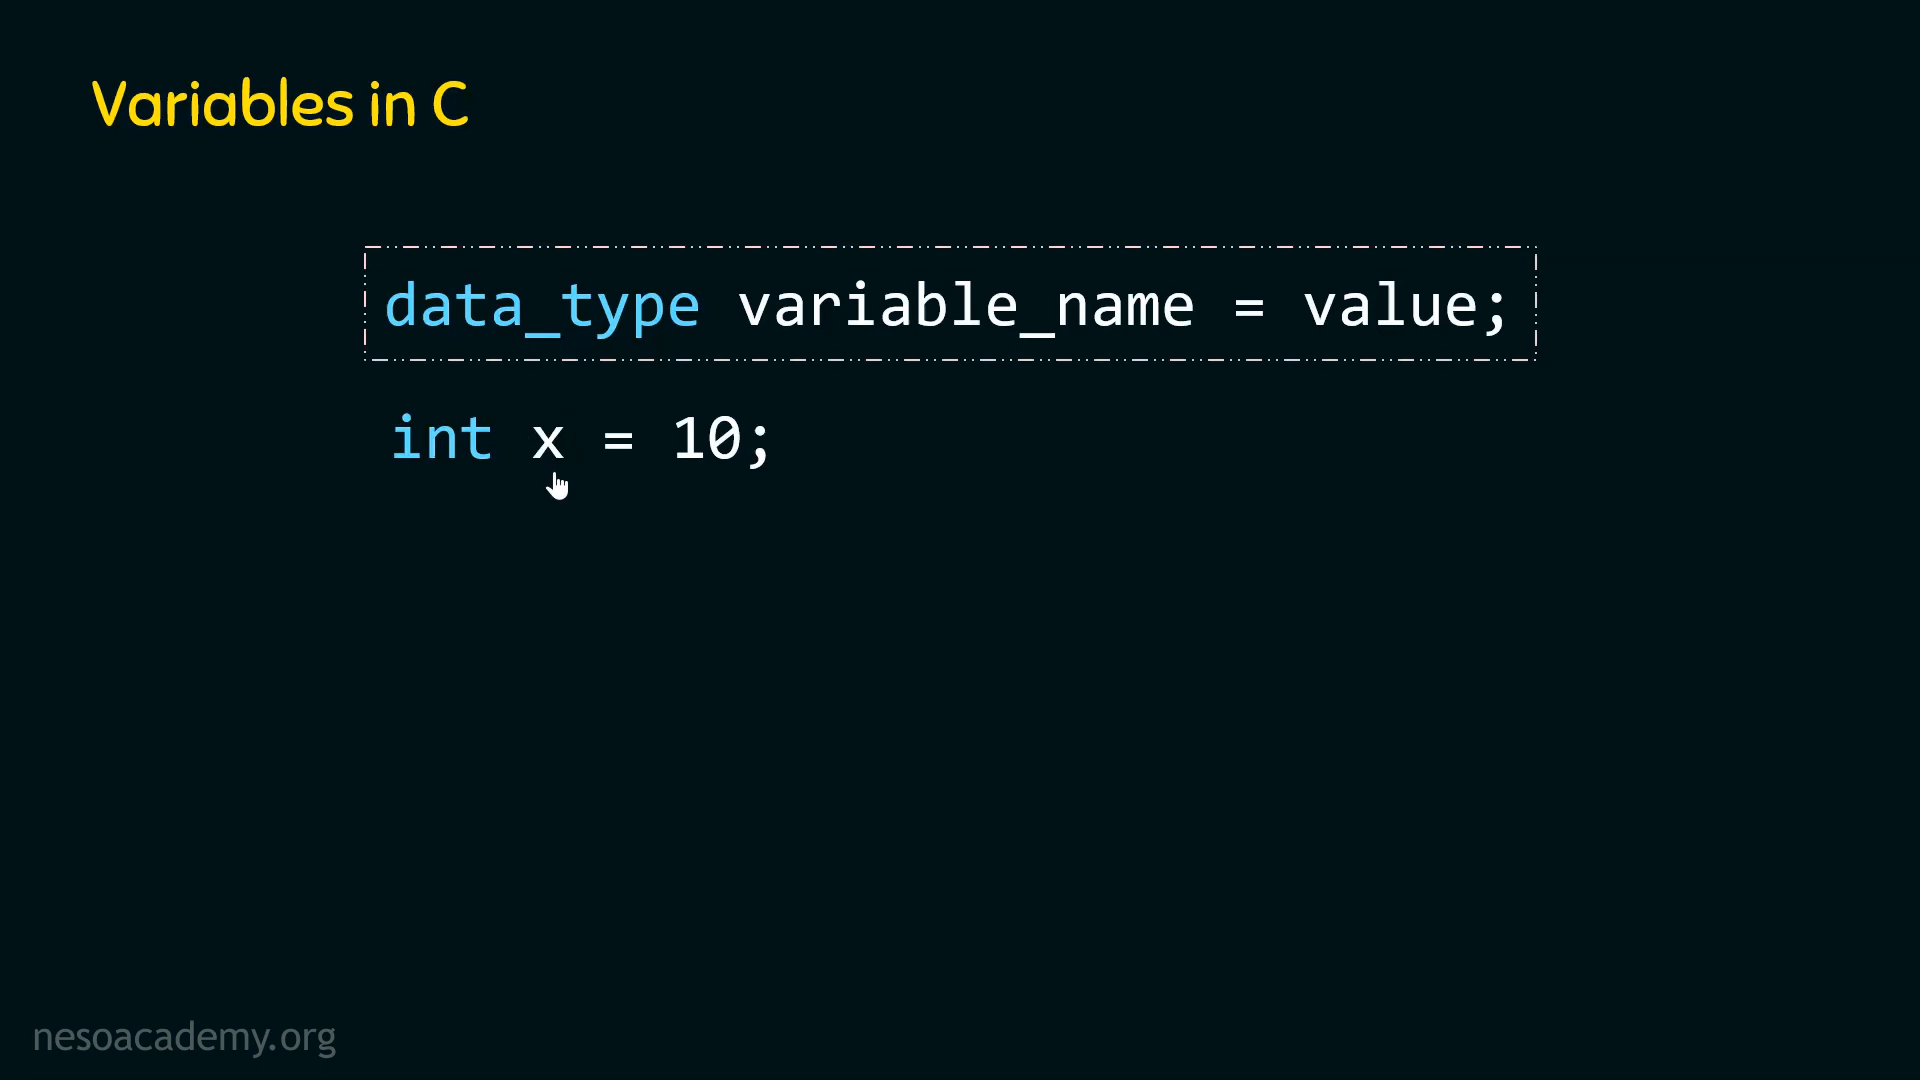 Variables in C
data_type variable_name = value;
int x = 10;
nesoacademy.org